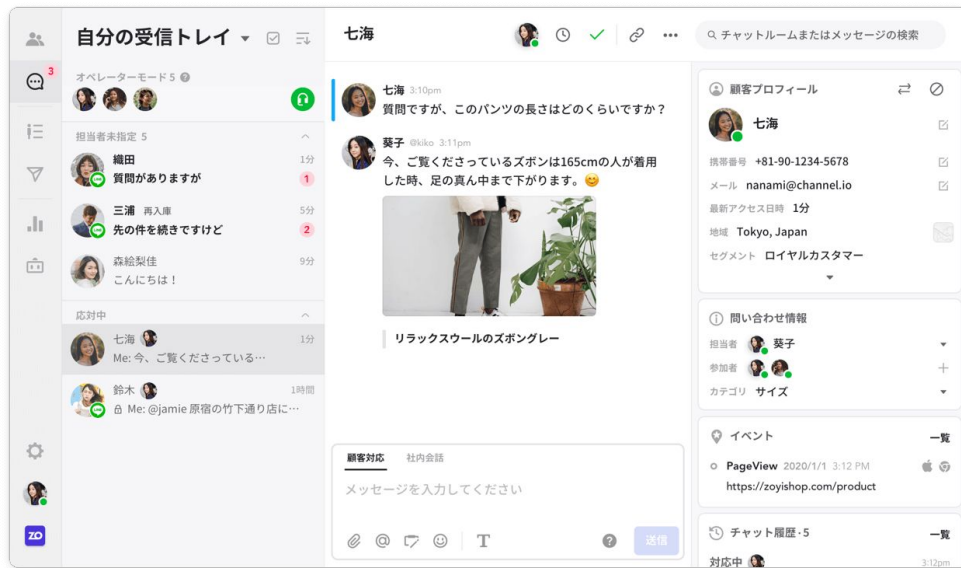 3
ZO
自分の受信トレイ
オペレーターモード 5
担当者未指定 5
織田 1分
質問がありますが 1
三浦 再入庫 5分
先の件を続きですけど 2
森絵梨佳 9分
こんにちは！
応対中
七海 1分
Me: 今、ご覧くださっている…
鈴木 1時間
Me: @jamie 原宿の竹下通り店に…
七海
七海 3:10pm
質問ですが、このパンツの長さはどのくらいですか？
葵子 @kiko 3:11pm
今、ご覧くださっているズボンは165cmの人が着用
した時、足の真ん中まで下がります。😊
リラックスウールのズボングレー
顧客対応 社内会話
メッセージを入力してください
T
送信
チャットルームまたはメッセージの検索
顧客プロフィール
七海
携帯番号 +81-90-1234-5678
メール nanami@channel.io
最新アクセス日時 1分
地域 Tokyo, Japan
セグメント ロイヤルカスタマー
問い合わせ情報
担当者 葵子
参加者
カテゴリ サイズ
イベント 一覧
PageView 2020/1/1 3:12 PM
https://zoyishop.com/product
チャット履歴·5 一覧
対応中 3:12pm